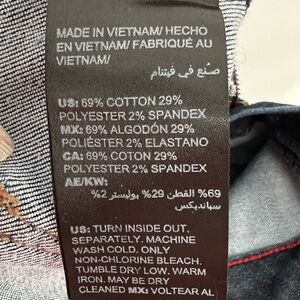 MADE IN VIETNAM/ HECHO
EN VIETNAM/ FABRIQUÉ AU
VIETNAM/
صنع في فيتنام
US: 69% COTTON 29%
POLYESTER 2% SPANDEX
MX: 69% ALGODÓN 29%
POLIÉSTER 2% ELASTANO
CA: 69% COTON 29%
POLYESTER 2% SPANDEX
AE/KW:
69% القطن 29% بوليستر 2%
سبانديكس
US: TURN INSIDE OUT,
SEPARATELY. MACHINE
WASH COLD, ONLY
NON-CHLORINE BLEACH.
TUMBLE DRY LOW. WARM
IRON. MAY BE DRY
CLEANED MX: VOLTEAR AL